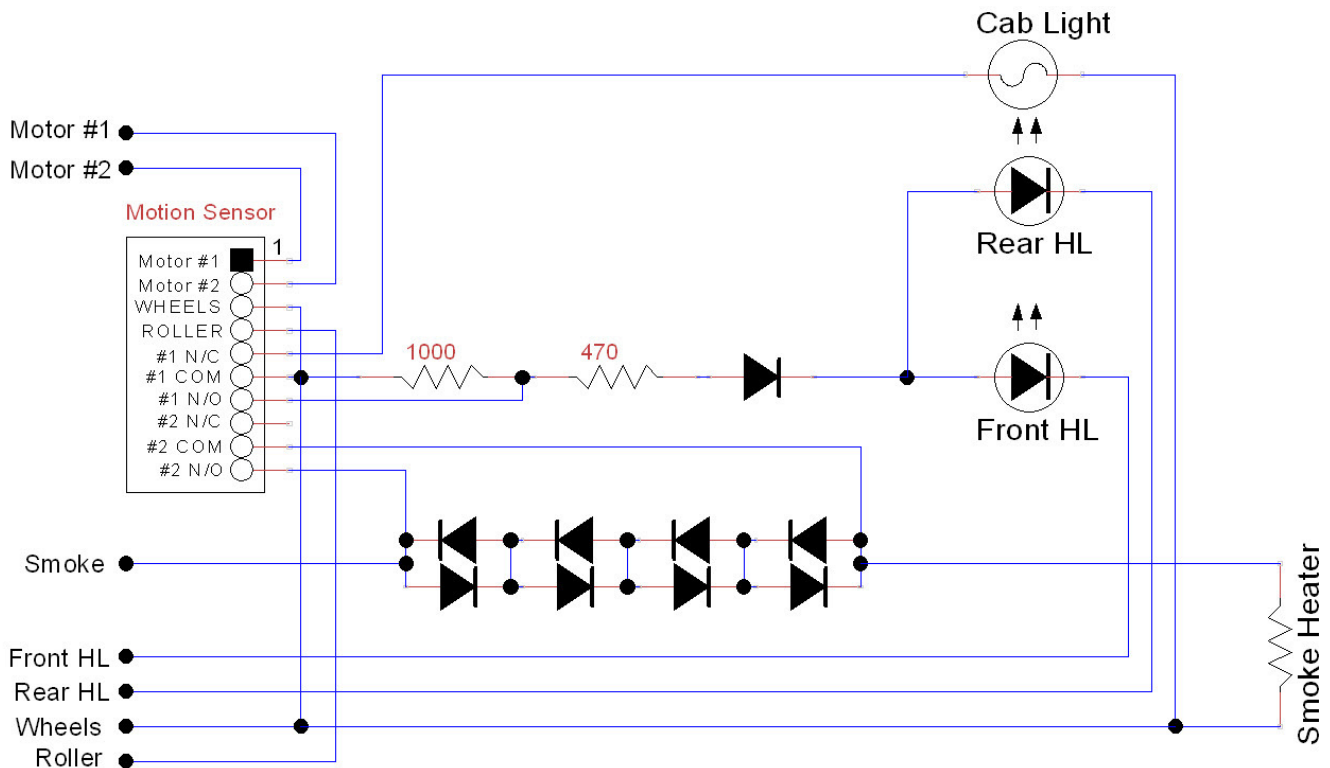 Cab Light
Motor #1
Motor #2
Motion Sensor
1
Motor #1
Motor #2
WHEELS
ROLLER
#1 N/C
#1 COM
#1 N/O
#2 N/C
#2 COM
#2 N/O
Rear HL
1000
470
Front HL
Smoke
Smoke Heater
Front HL
Rear HL
Wheels
Roller